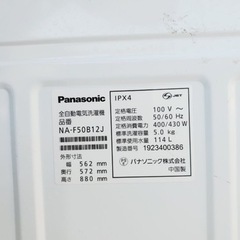 Panasonic
全自動電気洗濯機
品番
NA-F50B12J
外形寸法
幅 562 mm
奥行 572 mm
高さ 880 mm
IPX4
JET
定格電圧 100 V~
定格周波数 50/60 Hz
定格消費電力 400/430 W
標準洗濯容量 5.0 kg
標準使用水量 114 L
製造番号 1923400386
パナソニック株式会社
中国製